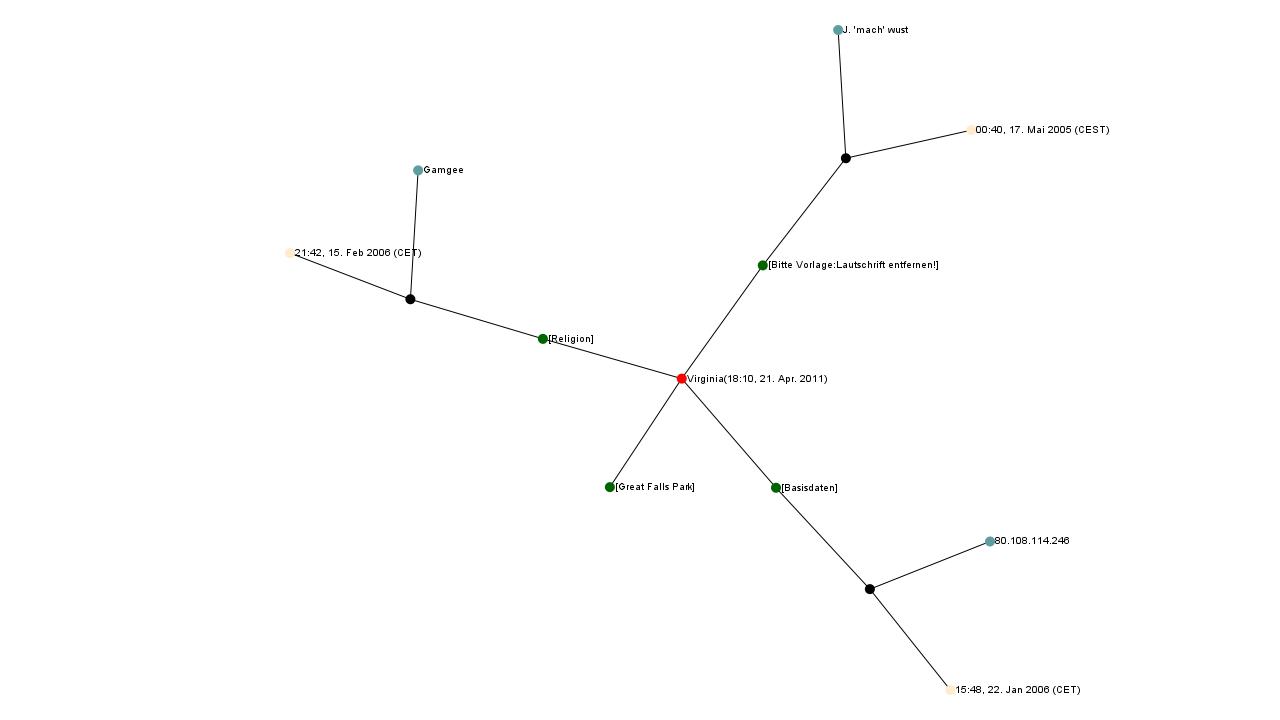 J. 'mach' wust
00:40, 17. Mai 2005 (CEST)
Gamgee
21:42, 15. Feb 2006 (CET)
[Bitte Vorlage:Lautschrift entfernen!]
[Religion]
Virginia(18:10, 21. Apr. 2011)
[Great Falls Park]
[Basisdaten]
80.108.114.246
15:48, 22. Jan 2006 (CET)